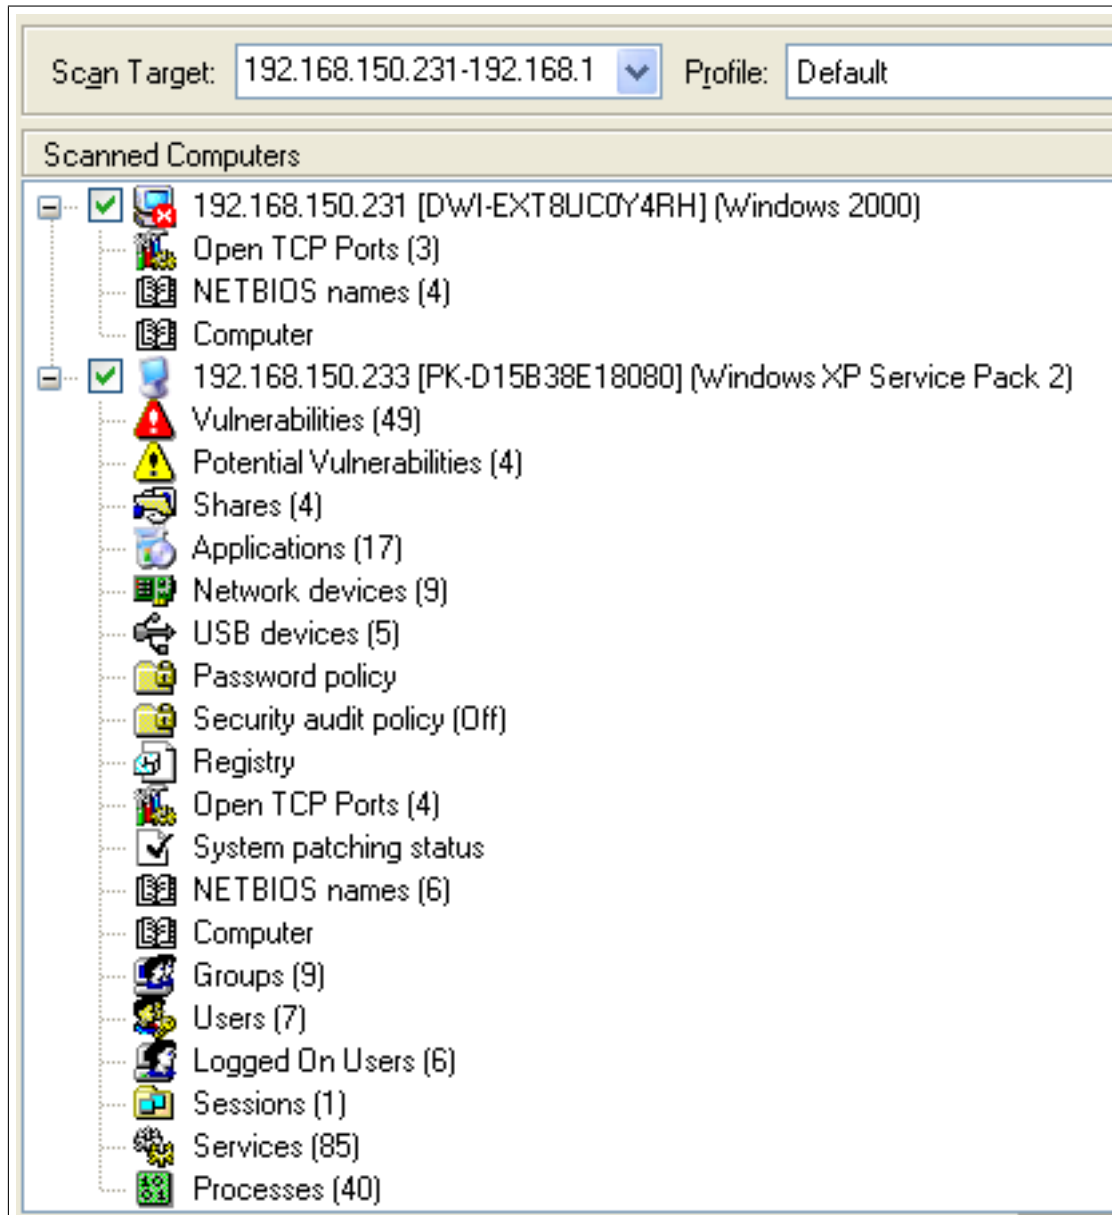 Scan Target: 192.168.150.231-192.168.1 Profile: Default
Scanned Computers
192.168.150.231 [DWI-EXT8UC0Y4RH] (Windows 2000)
Open TCP Ports (3)
NETBIOS names (4)
Computer
192.168.150.233 [PK-D15B38E18080] (Windows XP Service Pack 2)
Vulnerabilities (49)
Potential Vulnerabilities (4)
Shares (4)
Applications (17)
Network devices (9)
USB devices (5)
Password policy
Security audit policy (Off)
Registry
Open TCP Ports (4)
System patching status
NETBIOS names (6)
Computer
Groups (9)
Users (7)
Logged On Users (6)
Sessions (1)
Services (85)
Processes (40)